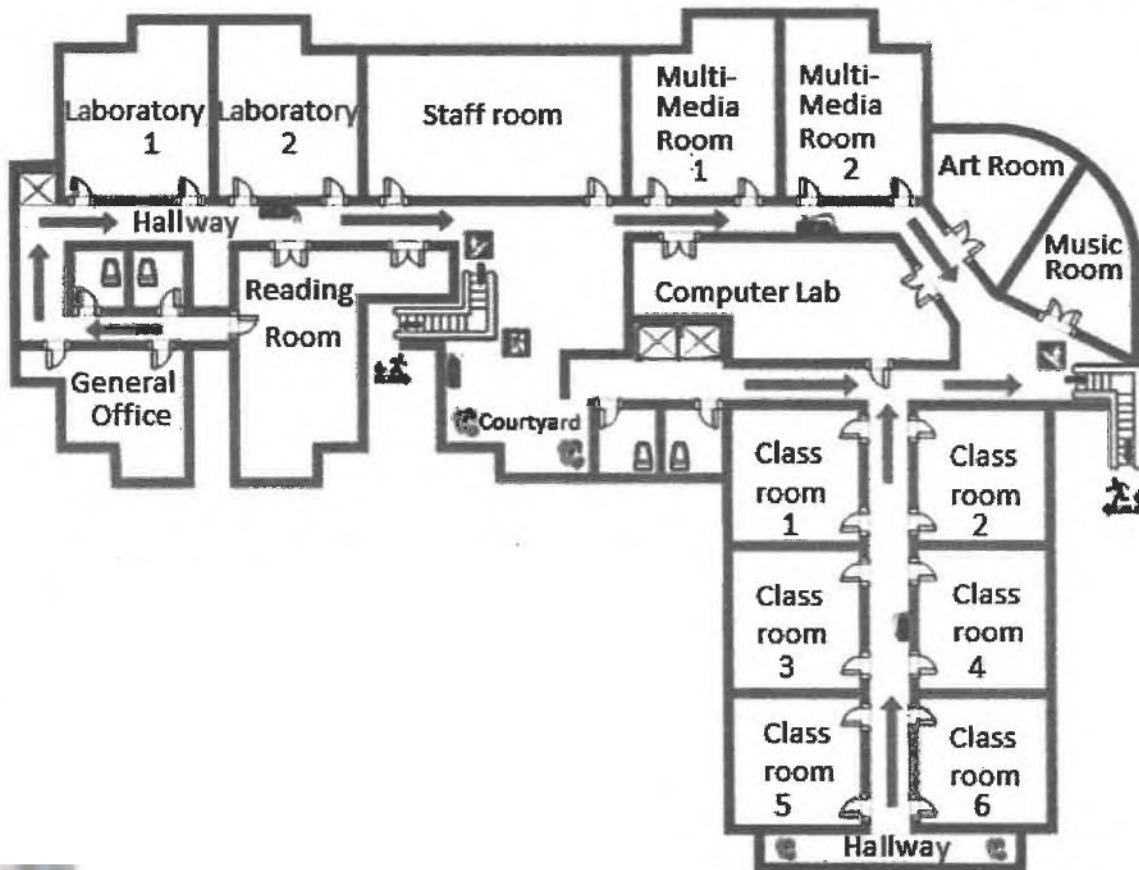 Laboratory
1
Laboratory
2
Staff room
Multi-
Media
Room
1
Multi-
Media
Room
2
Art Room
Music
Room
Hallway
Reading
Room
Computer Lab
General
Office
Courtyard
Class
room
1
Class
room
2
Class
room
3
Class
room
4
Class
room
5
Class
room
6
Hallway